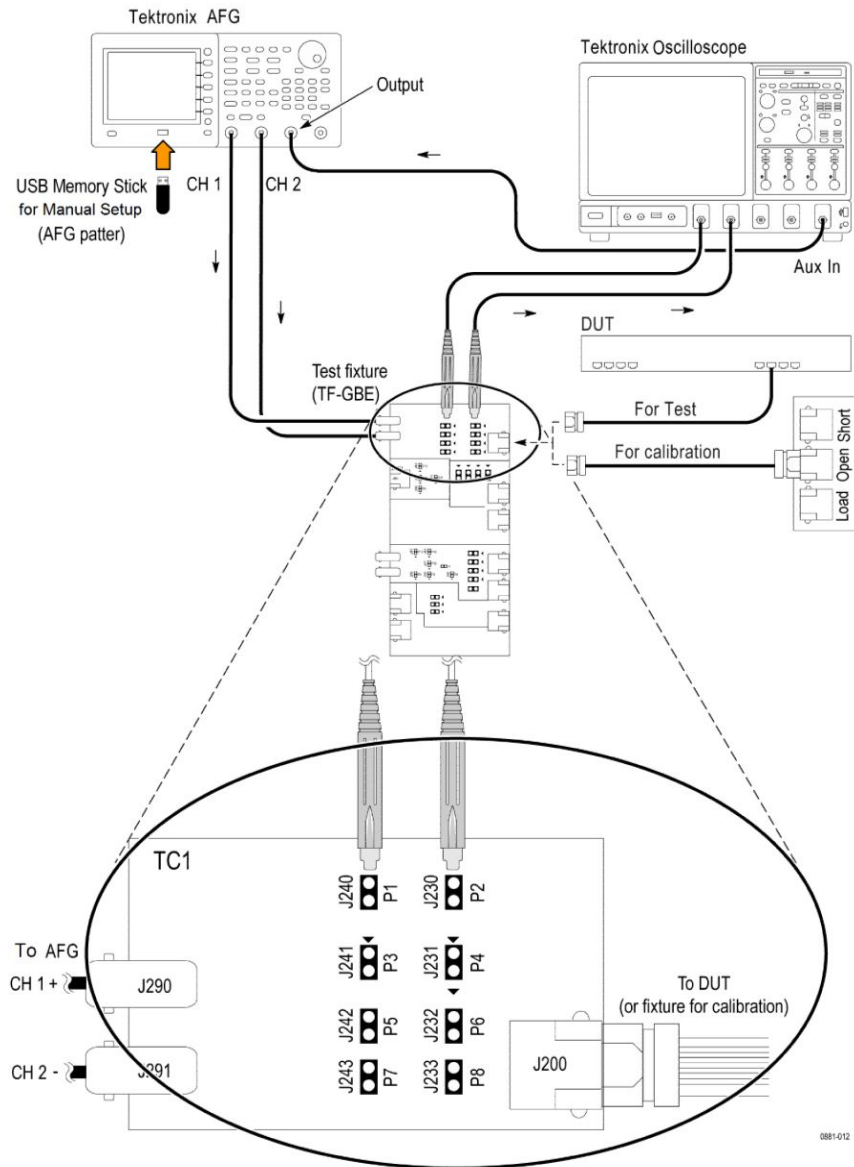 Tektronix AFG
Tektronix Oscilloscope
Output
USB Memory Stick
for Manual Setup
(AFG patter)
CH 1
CH 2
Aux In
DUT
Test fixture
(TF-GBE)
For Test
For calibration
Load Open Short
TC1
J240
P1
J230
P2
J241
P3
J231
P4
J242
P5
J232
P6
J243
P7
J233
P8
To AFG
CH 1 +
J290
CH 2 -
J291
To DUT
(or fixture for calibration)
J200
0881-012